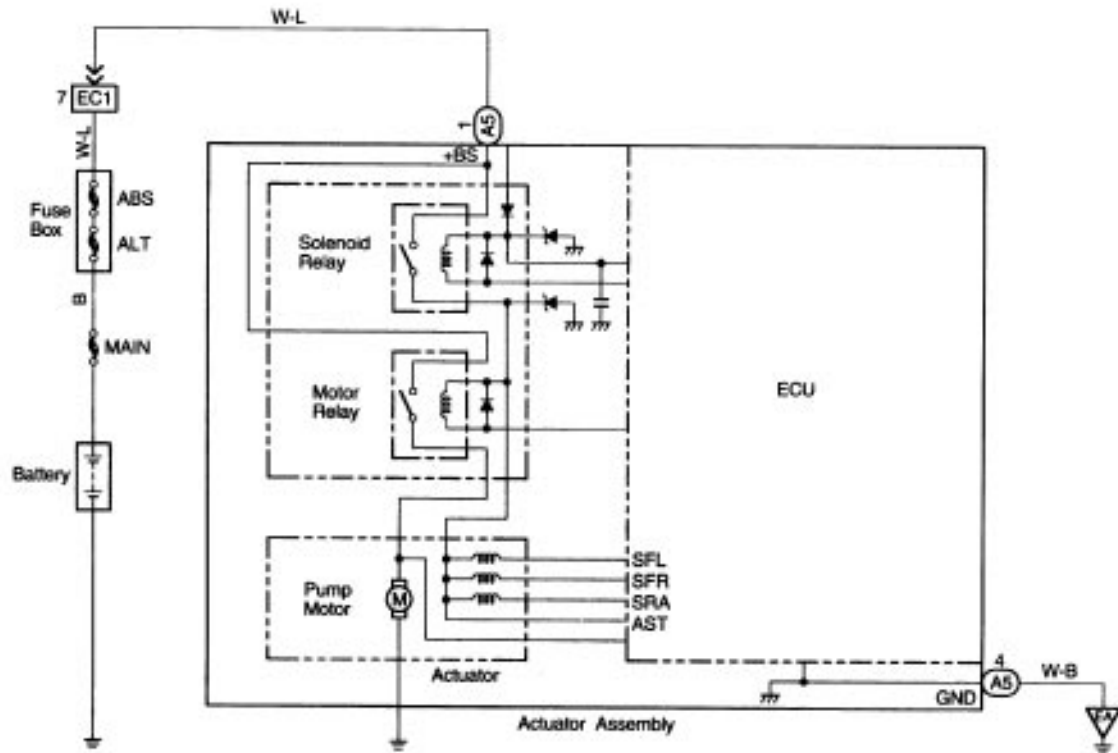 W-L
7 EC1
1 A5
W-L
+BS
ABS
Fuse
Box
ALT
Solenoid
Relay
B
MAIN
ECU
Motor
Relay
Battery
SFL
SFR
Pump
Motor
M
SRA
AST
Actuator
4
A5
W-B
GND
Actuator Assembly